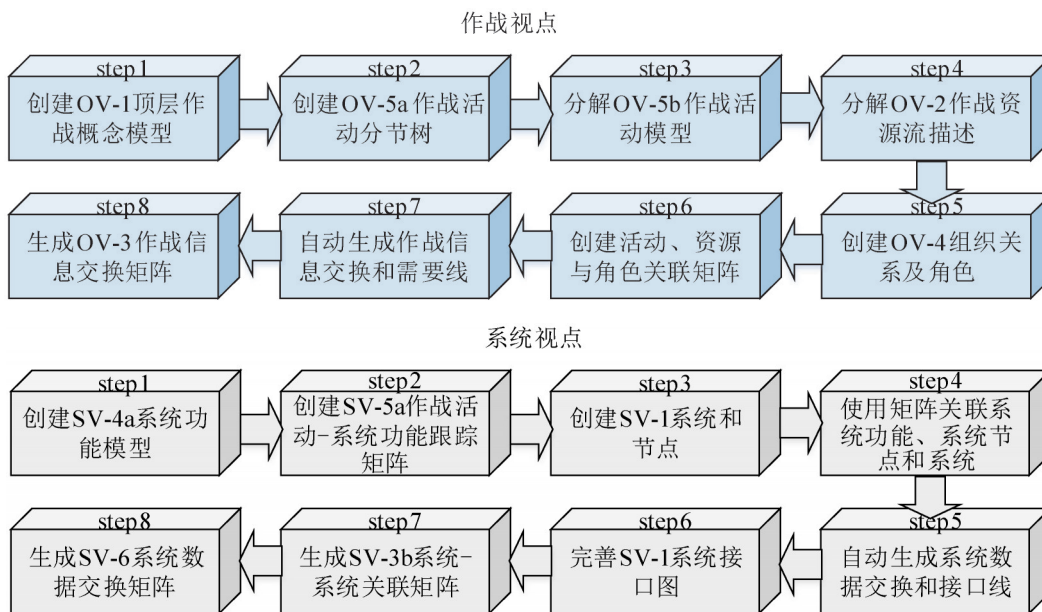 作战视点
step1
创建OV-1顶层作
战概念模型
step2
创建OV-5a作战活
动分节树
step3
分解OV-5b作战活
动模型
step4
分解OV-2作战资
源流描述
step5
创建OV-4组织关
系及角色
step6
创建活动、资源
与角色关联矩阵
step7
自动生成作战信
息交换和需要线
step8
生成OV-3作战信
息交换矩阵
系统视点
step1
创建SV-4a系统功
能模型
step2
创建SV-5a作战活
动-系统功能跟踪
矩阵
step3
创建SV-1系统和
节点
step4
使用矩阵关联系
统功能、系统节
点和系统
step5
自动生成系统数
据交换和接口线
step6
完善SV-1系统接
口图
step7
生成SV-3b系统-
系统关联矩阵
step8
生成SV-6系统数
据交换矩阵